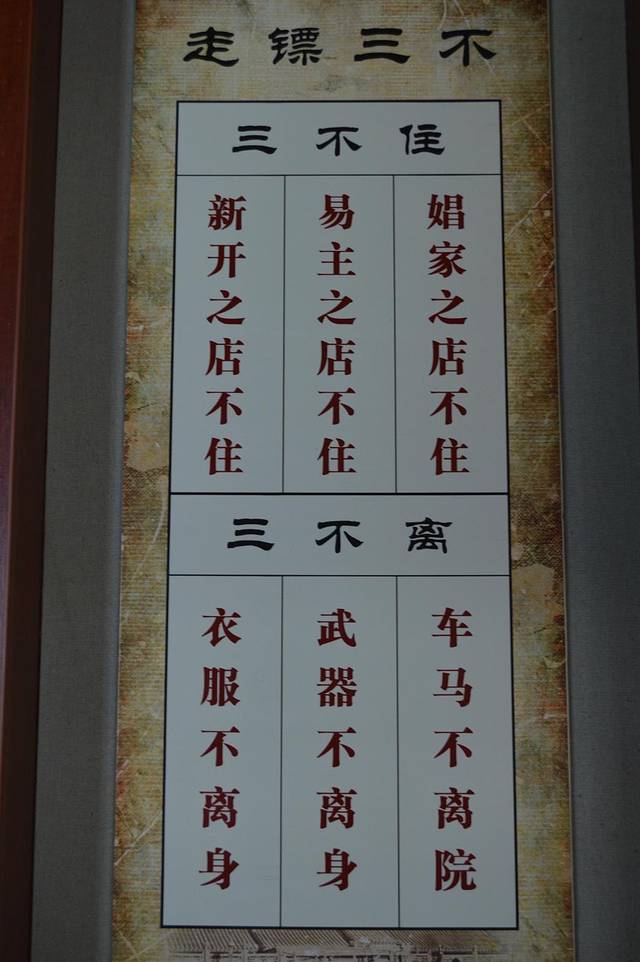 走镖三不
三不住
新开之店不住
易主之店不住
娼家之店不住
三不离
衣服不离身
武器不离身
车马不离院